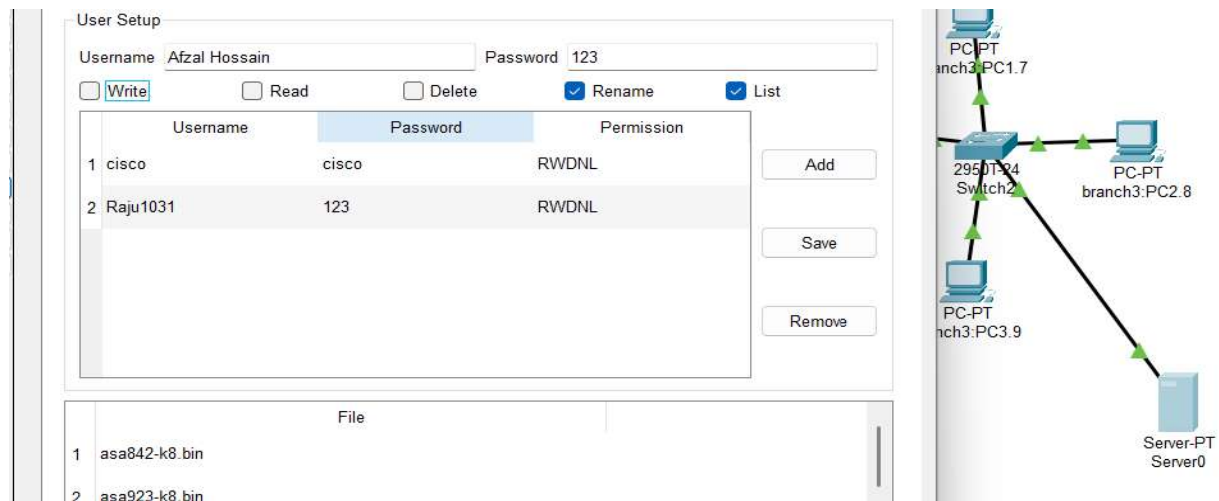 User Setup
Username Afzal Hossain Password 123
Write Read Delete Rename List
Username Password Permission
1 cisco cisco RWDNL
2 Raju1031 123 RWDNL
Add
Save
Remove
File
1 asa842-k8.bin
2 asa923-k8.bin
PC-PT
anch3:PC1.7
2950T-24
Switch2
PC-PT
branch3:PC2.8
PC-PT
nch3:PC3.9
Server-PT
Server0